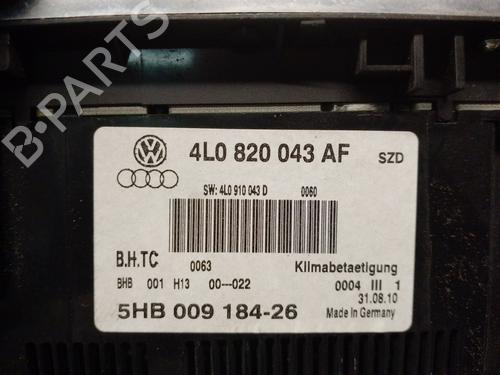 B-PARTS
4L0 820 043 AF SZD
SW: 4L0 910 043 D 0060
B.H.TC 0063 Klimabetaetigung
BHB 001 H13 00---022 0004 III 1
31.08.10
5HB 009 184-26 Made in Germany